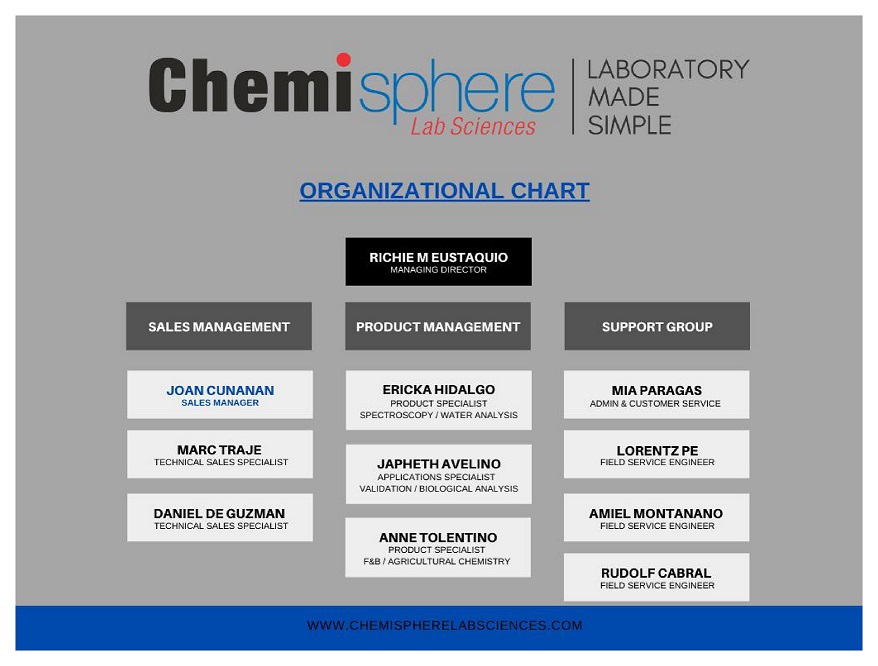 Chemisphere
Lab Sciences
LABORATORY
MADE
SIMPLE
ORGANIZATIONAL CHART
RICHIE M EUSTAQUIO
MANAGING DIRECTOR
SALES MANAGEMENT
JOAN CUNANAN
SALES MANAGER
MARC TRAJE
TECHNICAL SALES SPECIALIST
DANIEL DE GUZMAN
TECHNICAL SALES SPECIALIST
PRODUCT MANAGEMENT
ERICKA HIDALGO
PRODUCT SPECIALIST
SPECTROSCOPY / WATER ANALYSIS
JAPHETH AVELINO
APPLICATIONS SPECIALIST
VALIDATION / BIOLOGICAL ANALYSIS
ANNE TOLENTINO
PRODUCT SPECIALIST
F&B / AGRICULTURAL CHEMISTRY
SUPPORT GROUP
MIA PARAGAS
ADMIN & CUSTOMER SERVICE
LORENTZ PE
FIELD SERVICE ENGINEER
AMIEL MONTANANO
FIELD SERVICE ENGINEER
RUDOLF CABRAL
FIELD SERVICE ENGINEER
WWW.CHEMISPHERELABSCIENCES.COM